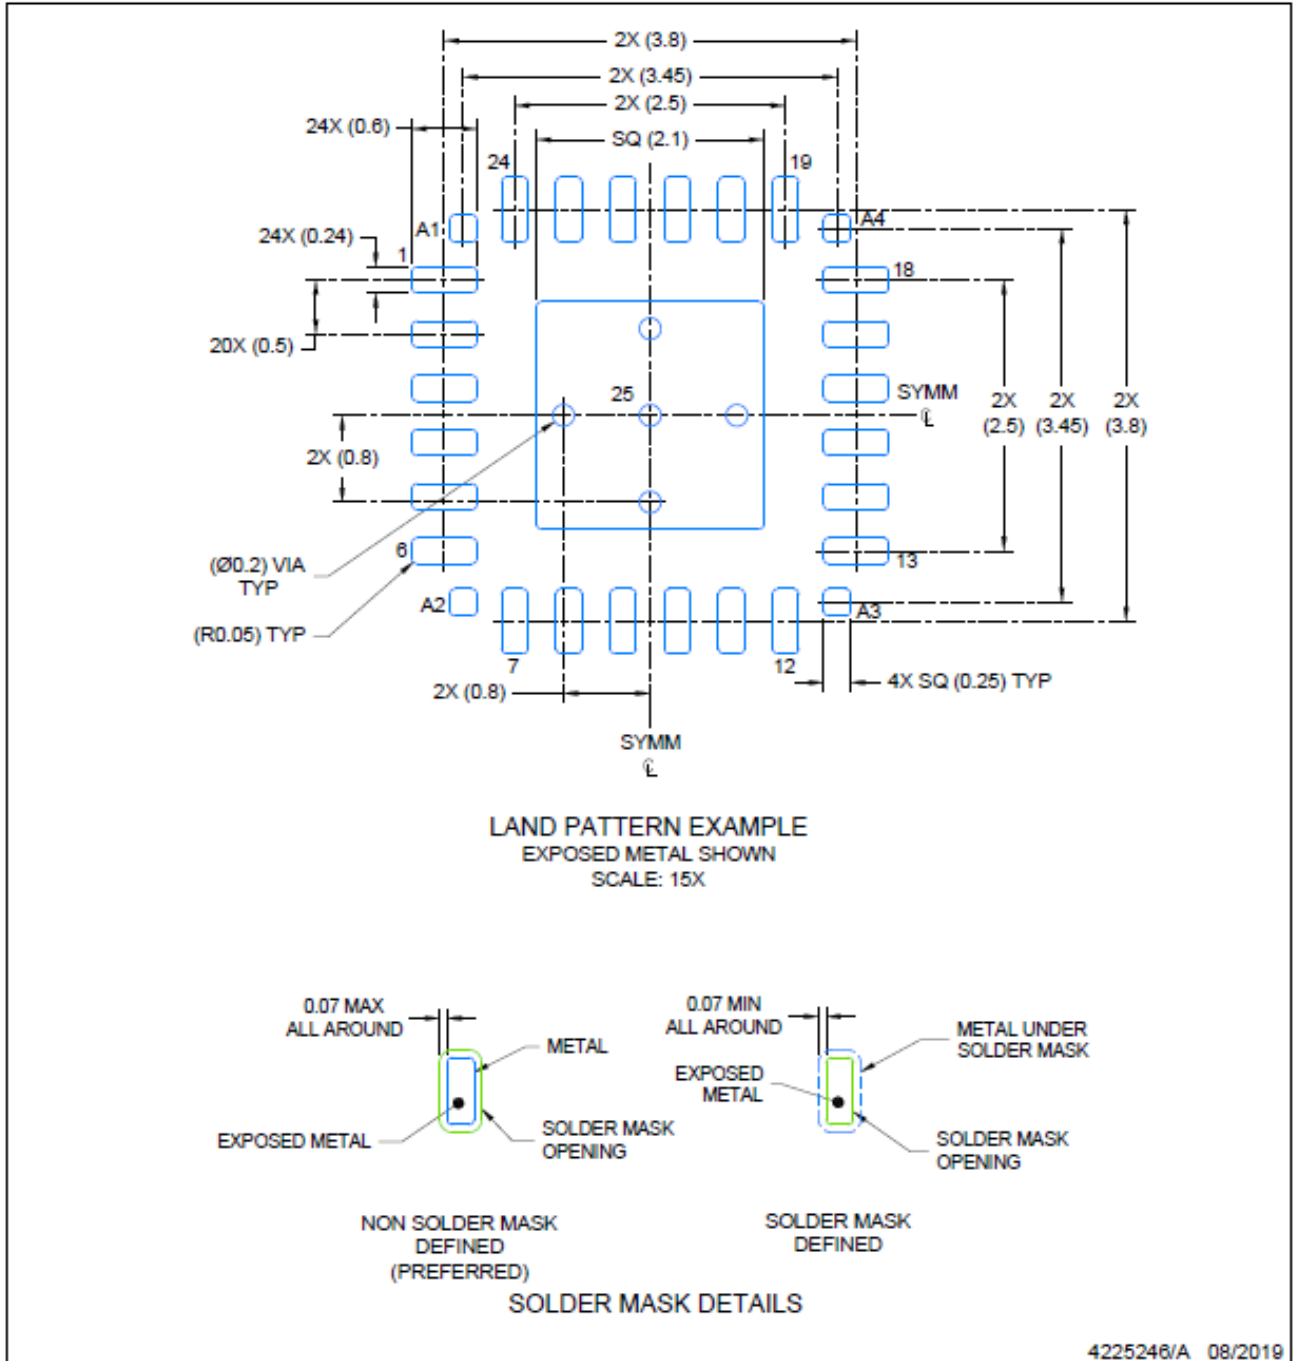 2X (3.8)
2X (3.45)
2X (2.5)
24X (0.6)
SQ (2.1)
24
19
A1
A4
24X (0.24)
1
18
20X (0.5)
25
SYMM
℄
2X
(2.5)
2X
(3.45)
2X
(3.8)
2X (0.8)
6
13
(Ø0.2) VIA
TYP
A2
A3
(R0.05) TYP
7
12
4X SQ (0.25) TYP
2X (0.8)
SYMM
℄
LAND PATTERN EXAMPLE
EXPOSED METAL SHOWN
SCALE: 15X
0.07 MAX
ALL AROUND
METAL
EXPOSED METAL
SOLDER MASK
OPENING
NON SOLDER MASK
DEFINED
(PREFERRED)
0.07 MIN
ALL AROUND
METAL UNDER
SOLDER MASK
EXPOSED
METAL
SOLDER MASK
OPENING
SOLDER MASK
DEFINED
SOLDER MASK DETAILS
4225246/A 08/2019